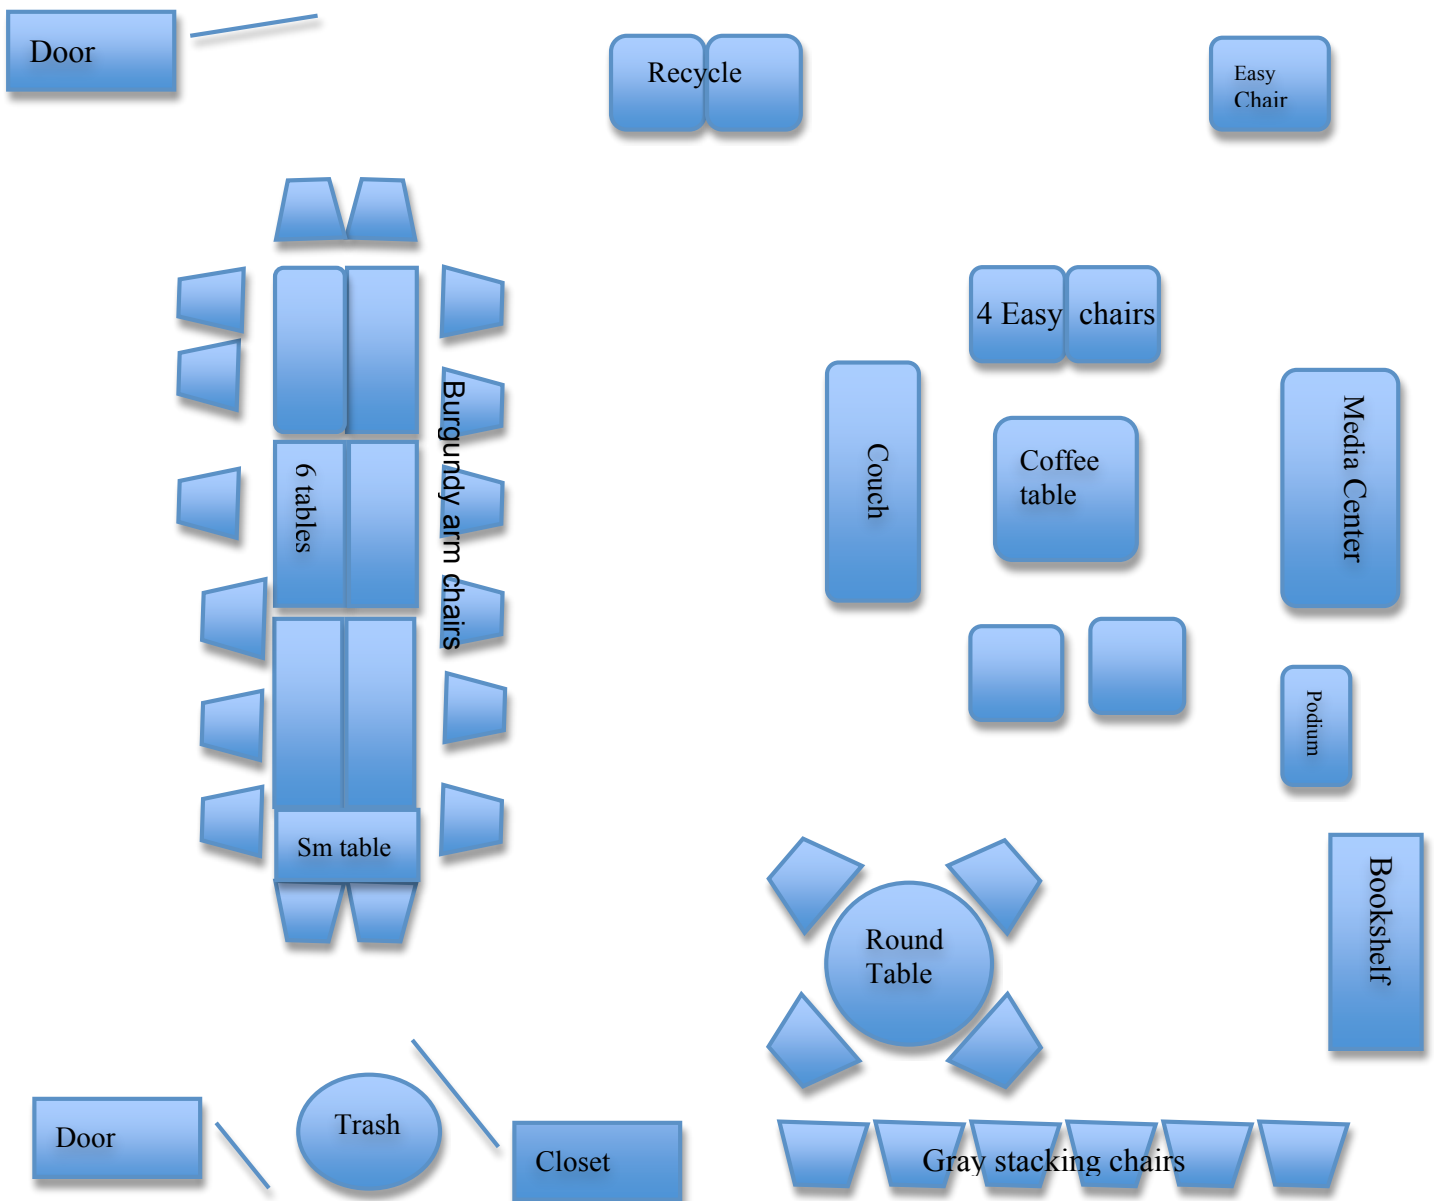 Door
Recycle
Easy
Chair
4 Easy chairs
Burgundy arm chairs
6 tables
Couch
Coffee
table
Media Center
Podium
Sm table
Bookshelf
Round
Table
Door
Trash
Closet
Gray stacking chairs